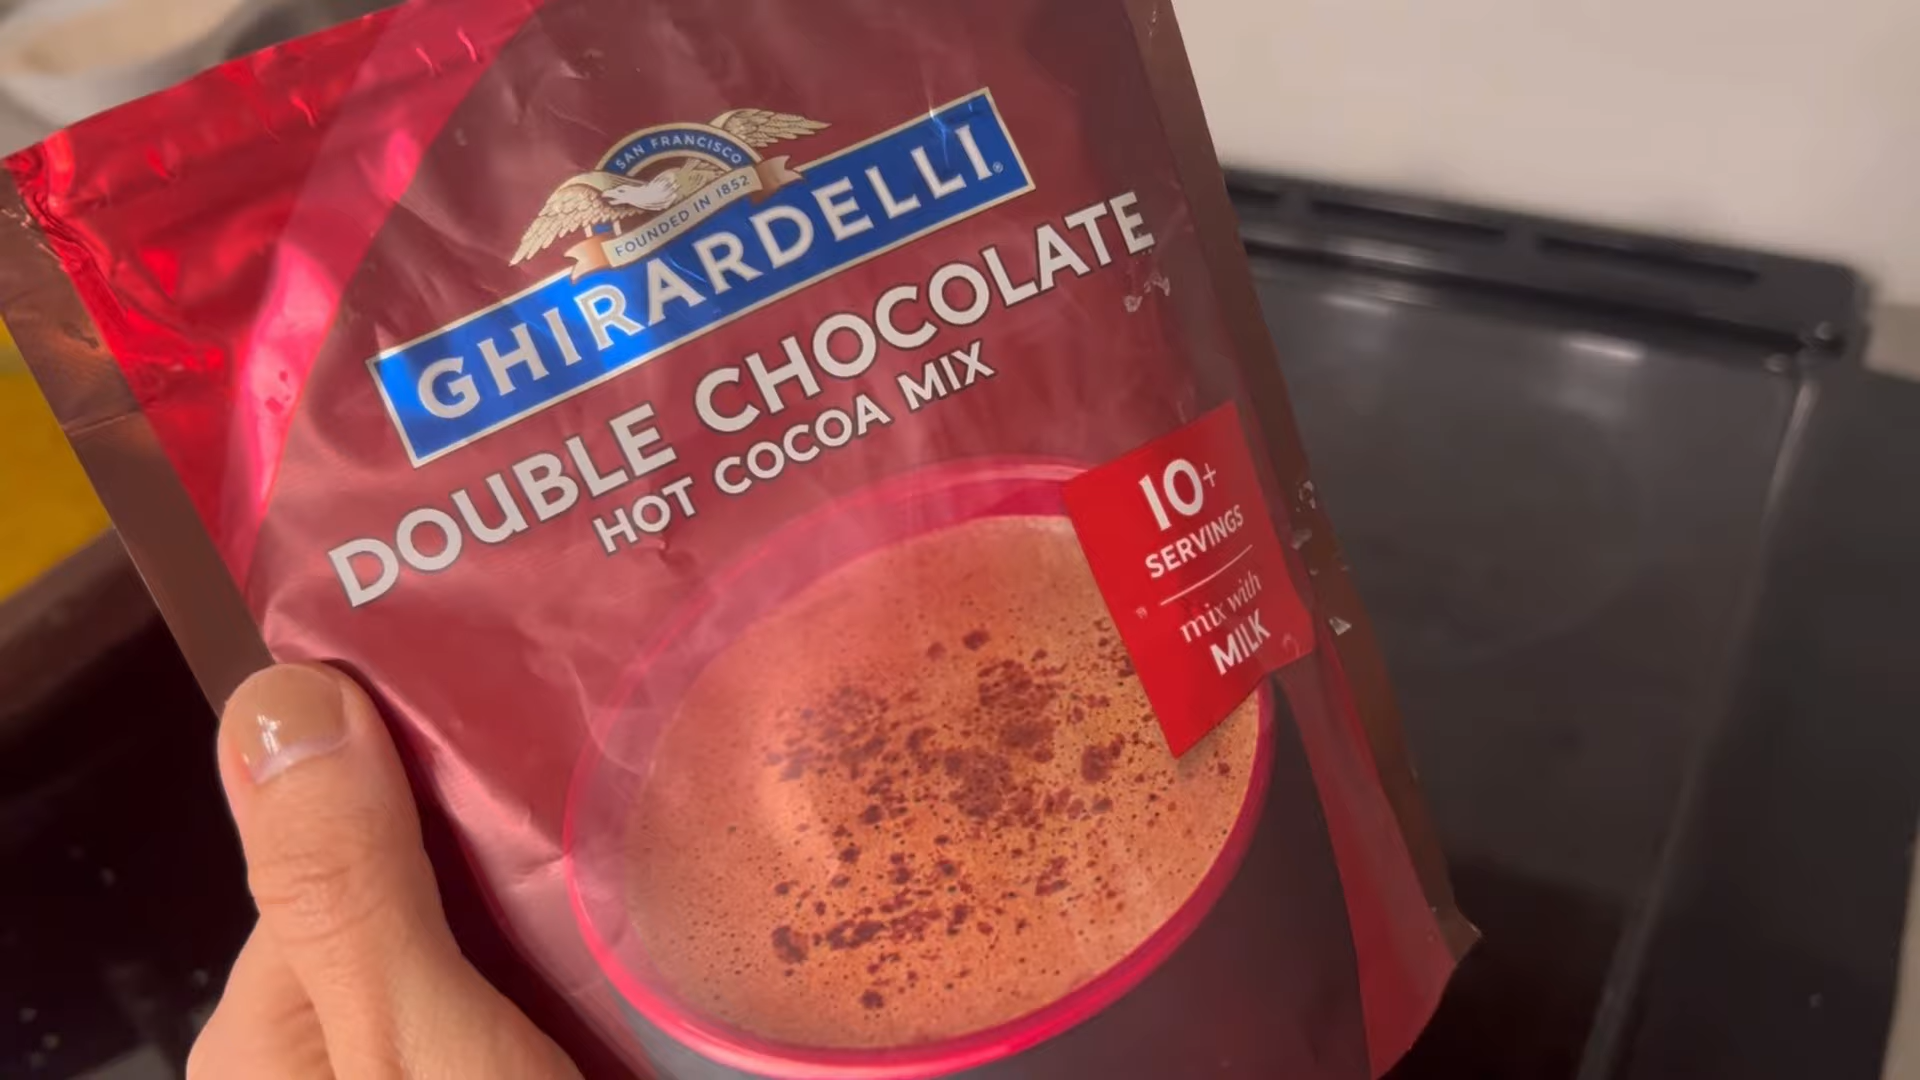 SAN FRANCISCO
FOUNDED IN 1852
GHIRARDELLI®
DOUBLE CHOCOLATE
HOT COCOA MIX
10+
SERVINGS
mix with
MILK